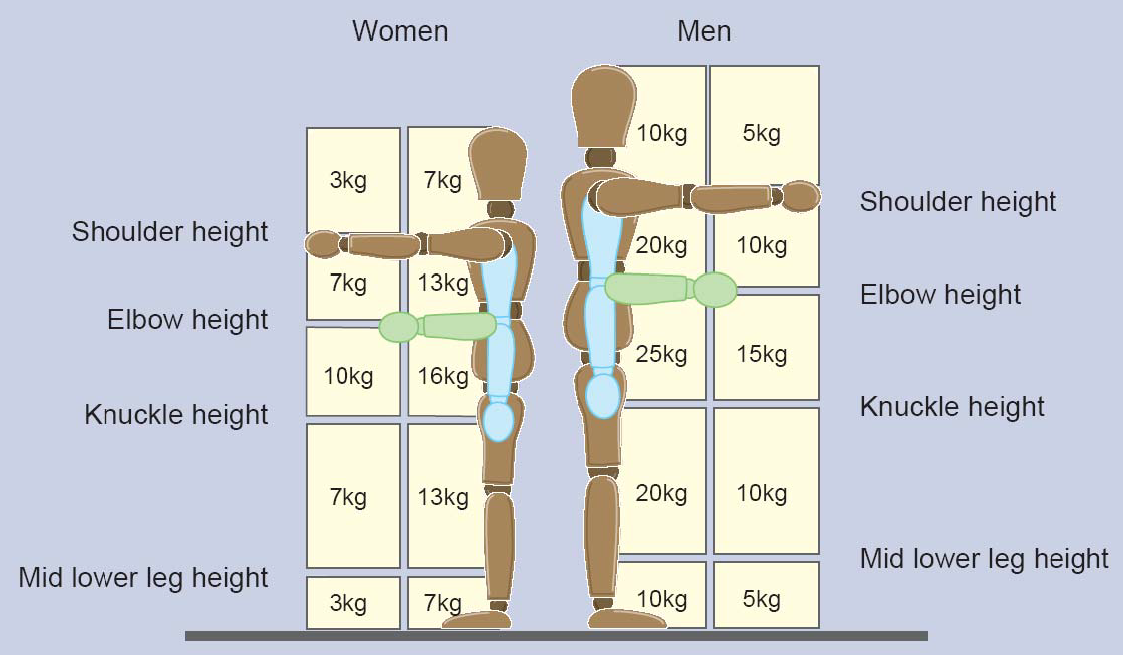 Women
Men
10kg 5kg
3kg 7kg
Shoulder height
Shoulder height
20kg 10kg
7kg 13kg
Elbow height
Elbow height
25kg 15kg
10kg 16kg
Knuckle height
Knuckle height
7kg 13kg
20kg 10kg
Mid lower leg height
Mid lower leg height
3kg 7kg
10kg 5kg